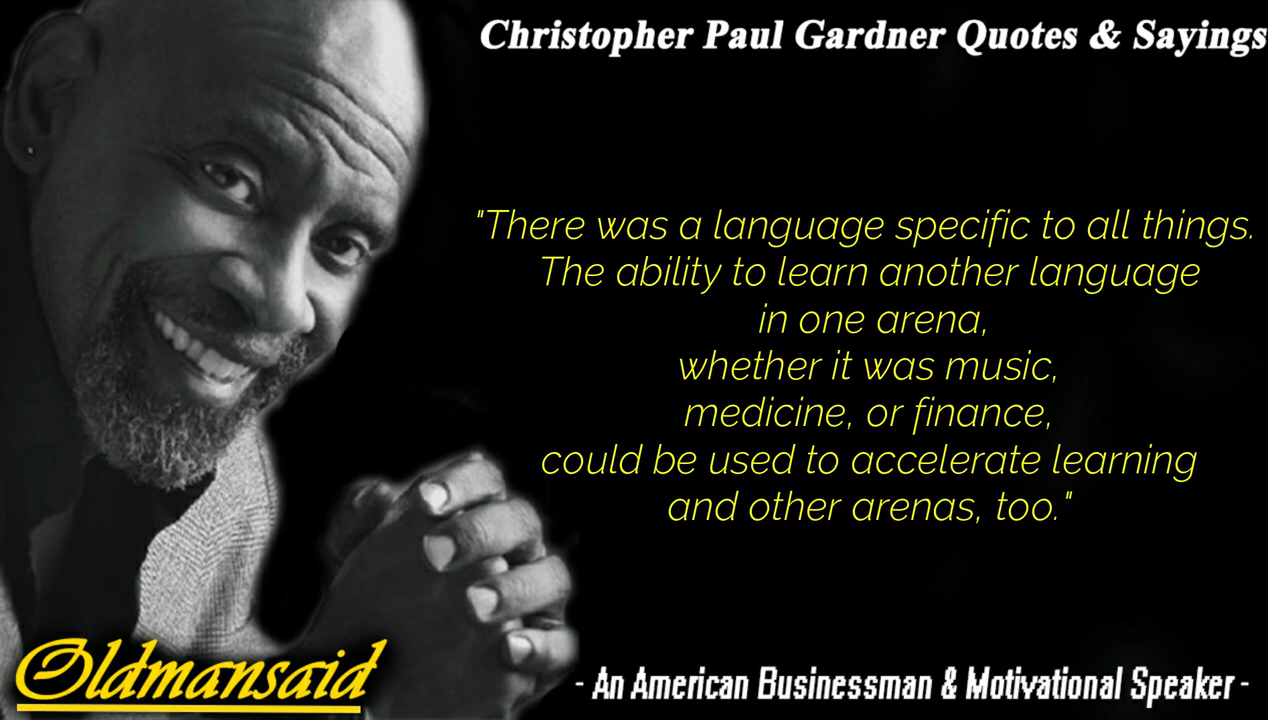 Christopher Paul Gardner Quotes & Sayings
"There was a language specific to all things.
The ability to learn another language
in one arena,
whether it was music,
medicine, or finance,
could be used to accelerate learning
and other arenas, too."
Oldmansaid
- An American Businessman & Motivational Speaker -